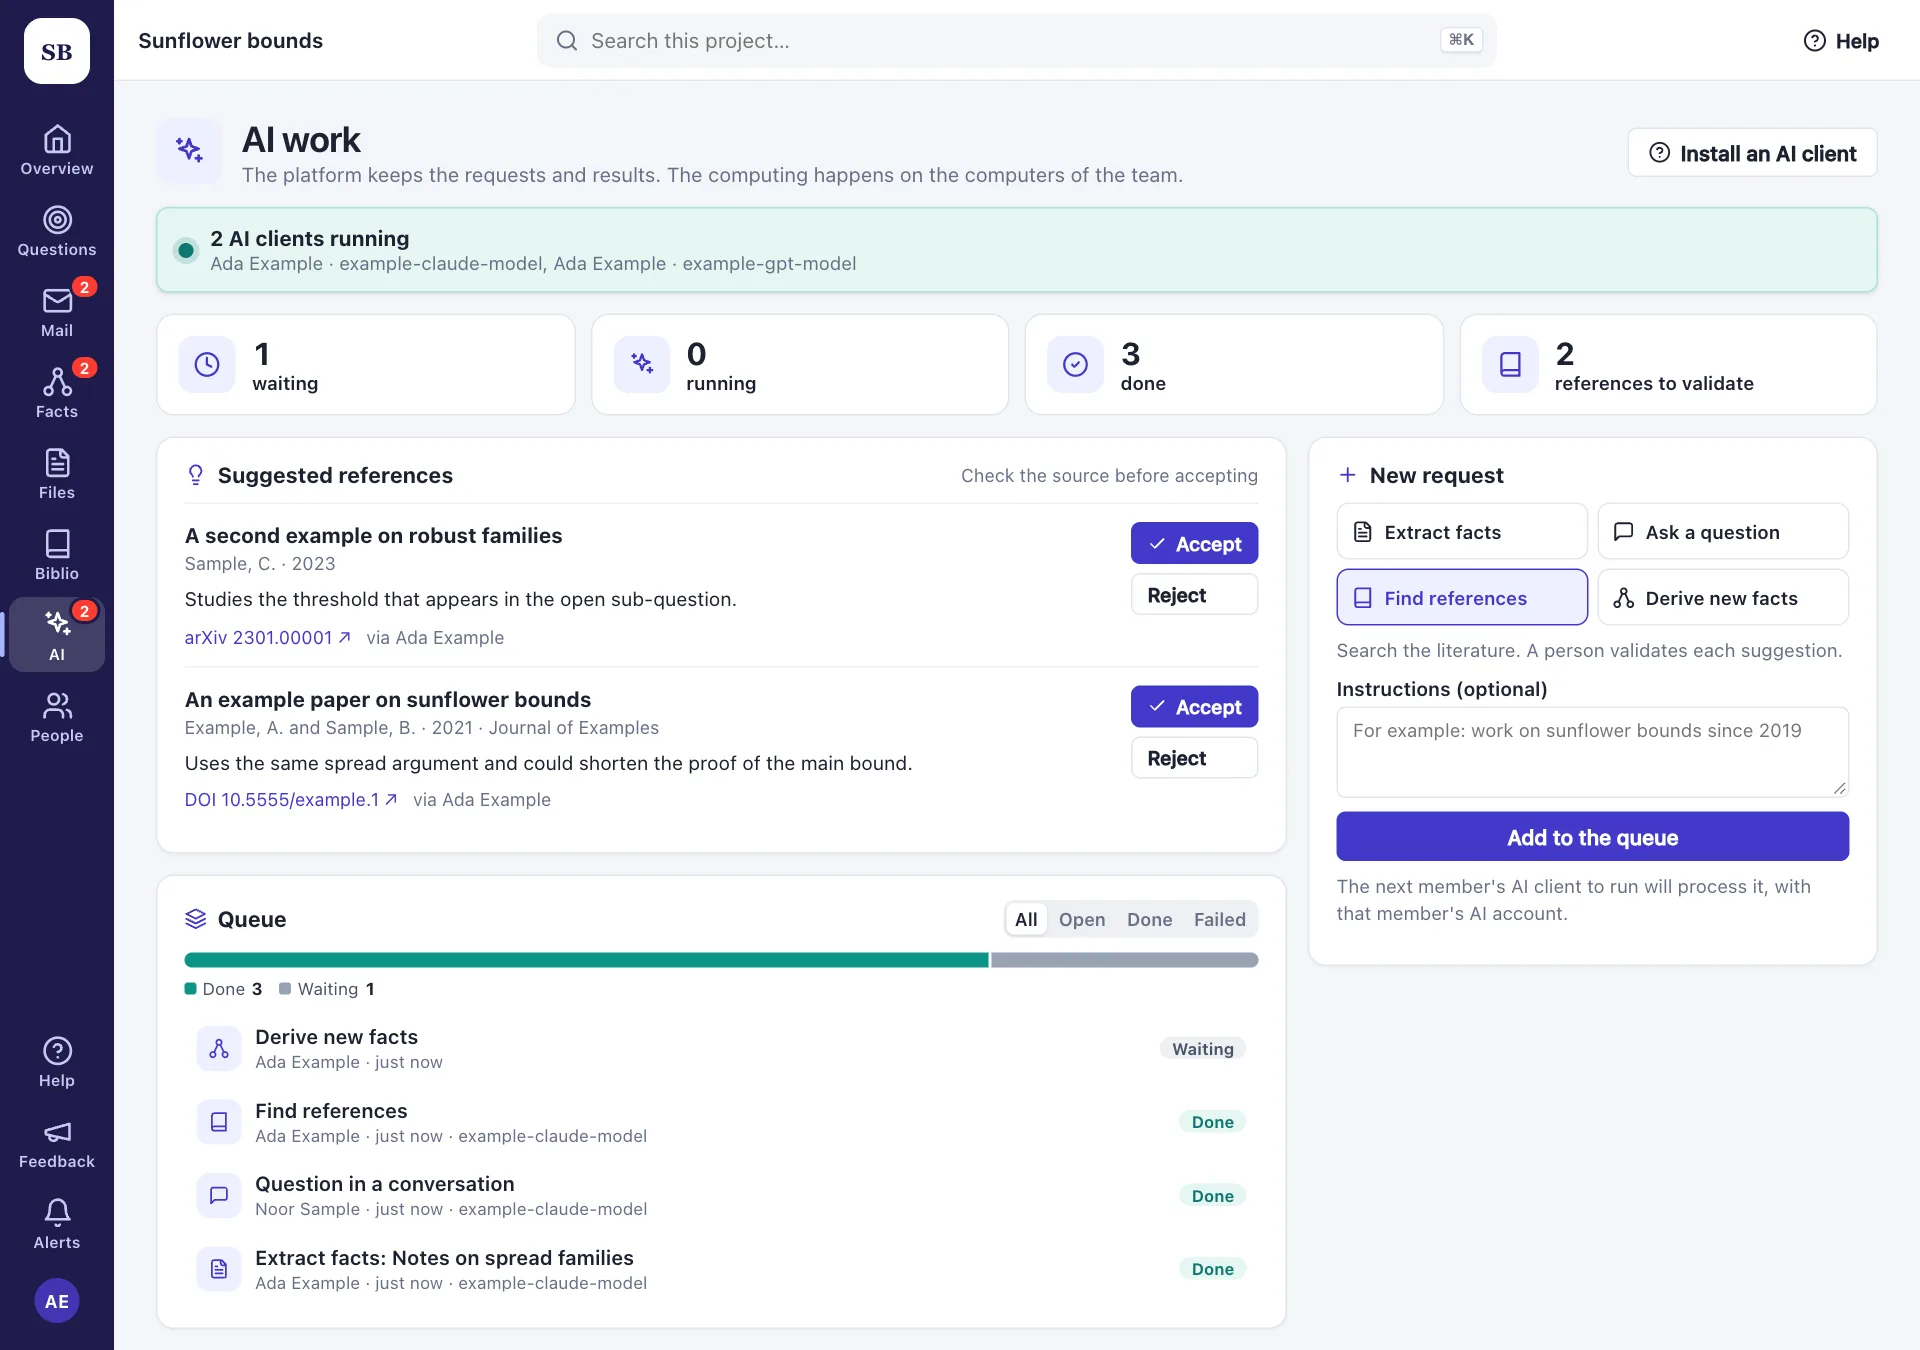 SB
Sunflower bounds
Search this project...
⌘K
Help
Overview
Questions
2
Mail
2
Facts
Files
Biblio
2
AI
People
Help
Feedback
Alerts
AE
AI work
The platform keeps the requests and results. The computing happens on the computers of the team.
Install an AI client
2 AI clients running
Ada Example · example-claude-model, Ada Example · example-gpt-model
1
waiting
0
running
3
done
2
references to validate
Suggested references
Check the source before accepting
A second example on robust families
Sample, C. · 2023
Studies the threshold that appears in the open sub-question.
arXiv 2301.00001 ↗ via Ada Example
Accept
Reject
An example paper on sunflower bounds
Example, A. and Sample, B. · 2021 · Journal of Examples
Uses the same spread argument and could shorten the proof of the main bound.
DOI 10.5555/example.1 ↗ via Ada Example
Accept
Reject
Queue
All Open Done Failed
Done 3 Waiting 1
Derive new facts
Ada Example · just now
Waiting
Find references
Ada Example · just now · example-claude-model
Done
Question in a conversation
Noor Sample · just now · example-claude-model
Done
Extract facts: Notes on spread families
Ada Example · just now · example-claude-model
Done
New request
Extract facts
Ask a question
Find references
Derive new facts
Search the literature. A person validates each suggestion.
Instructions (optional)
For example: work on sunflower bounds since 2019
Add to the queue
The next member's AI client to run will process it, with
that member's AI account.